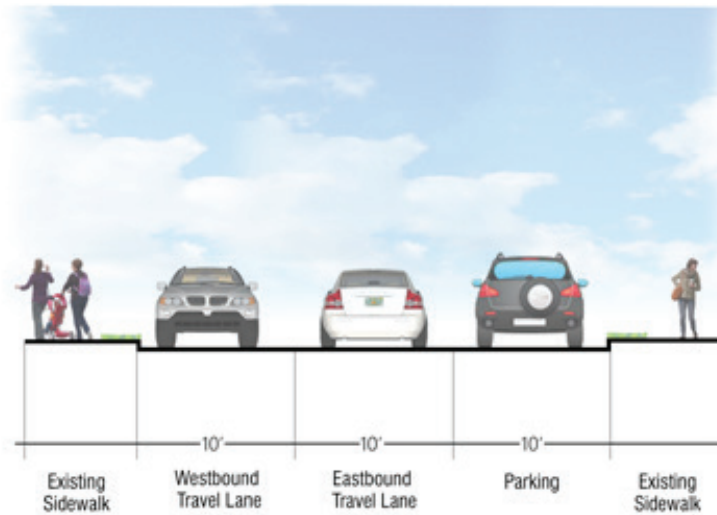 10' 10' 10'
Existing
Sidewalk
Westbound
Travel Lane
Eastbound
Travel Lane
Parking
Existing
Sidewalk